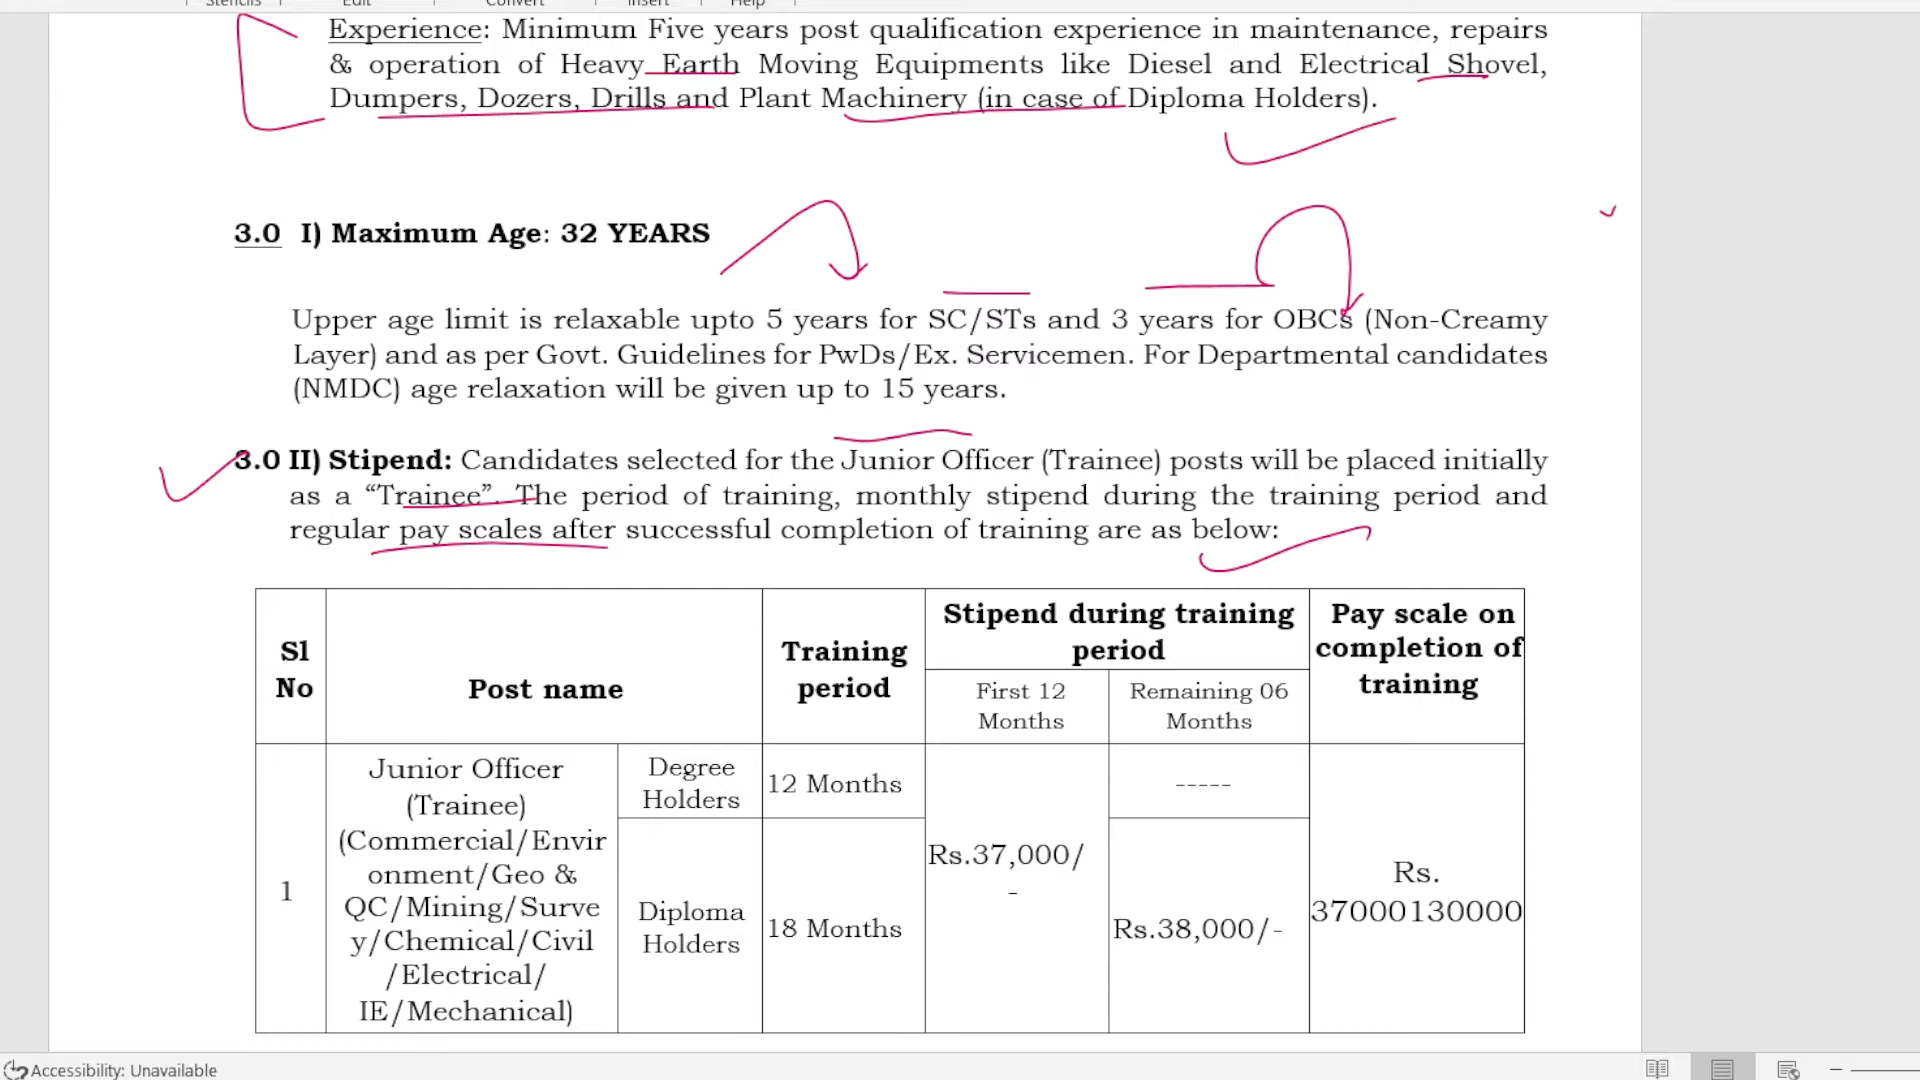 Stencils Edit Convert Insert Help
Experience: Minimum Five years post qualification experience in maintenance, repairs
& operation of Heavy Earth Moving Equipments like Diesel and Electrical Shovel,
Dumpers, Dozers, Drills and Plant Machinery (in case of Diploma Holders).
3.0 I) Maximum Age: 32 YEARS
Upper age limit is relaxable upto 5 years for SC/STs and 3 years for OBCs (Non-Creamy
Layer) and as per Govt. Guidelines for PwDs/Ex. Servicemen. For Departmental candidates
(NMDC) age relaxation will be given up to 15 years.
3.0 II) Stipend: Candidates selected for the Junior Officer (Trainee) posts will be placed initially
as a “Trainee”. The period of training, monthly stipend during the training period and
regular pay scales after successful completion of training are as below:
Sl
No
Post name
Training
period
Stipend during training
period
First 12
Months
Remaining 06
Months
Pay scale on
completion of
training
1
Junior Officer
(Trainee)
(Commercial/Envir
onment/Geo &
QC/Mining/Surve
y/Chemical/Civil
/Electrical/
IE/Mechanical)
Degree
Holders
12 Months
Rs.37,000/
-
-----
Rs.
37000130000
Diploma
Holders
18 Months
Rs.38,000/-
Accessibility: Unavailable